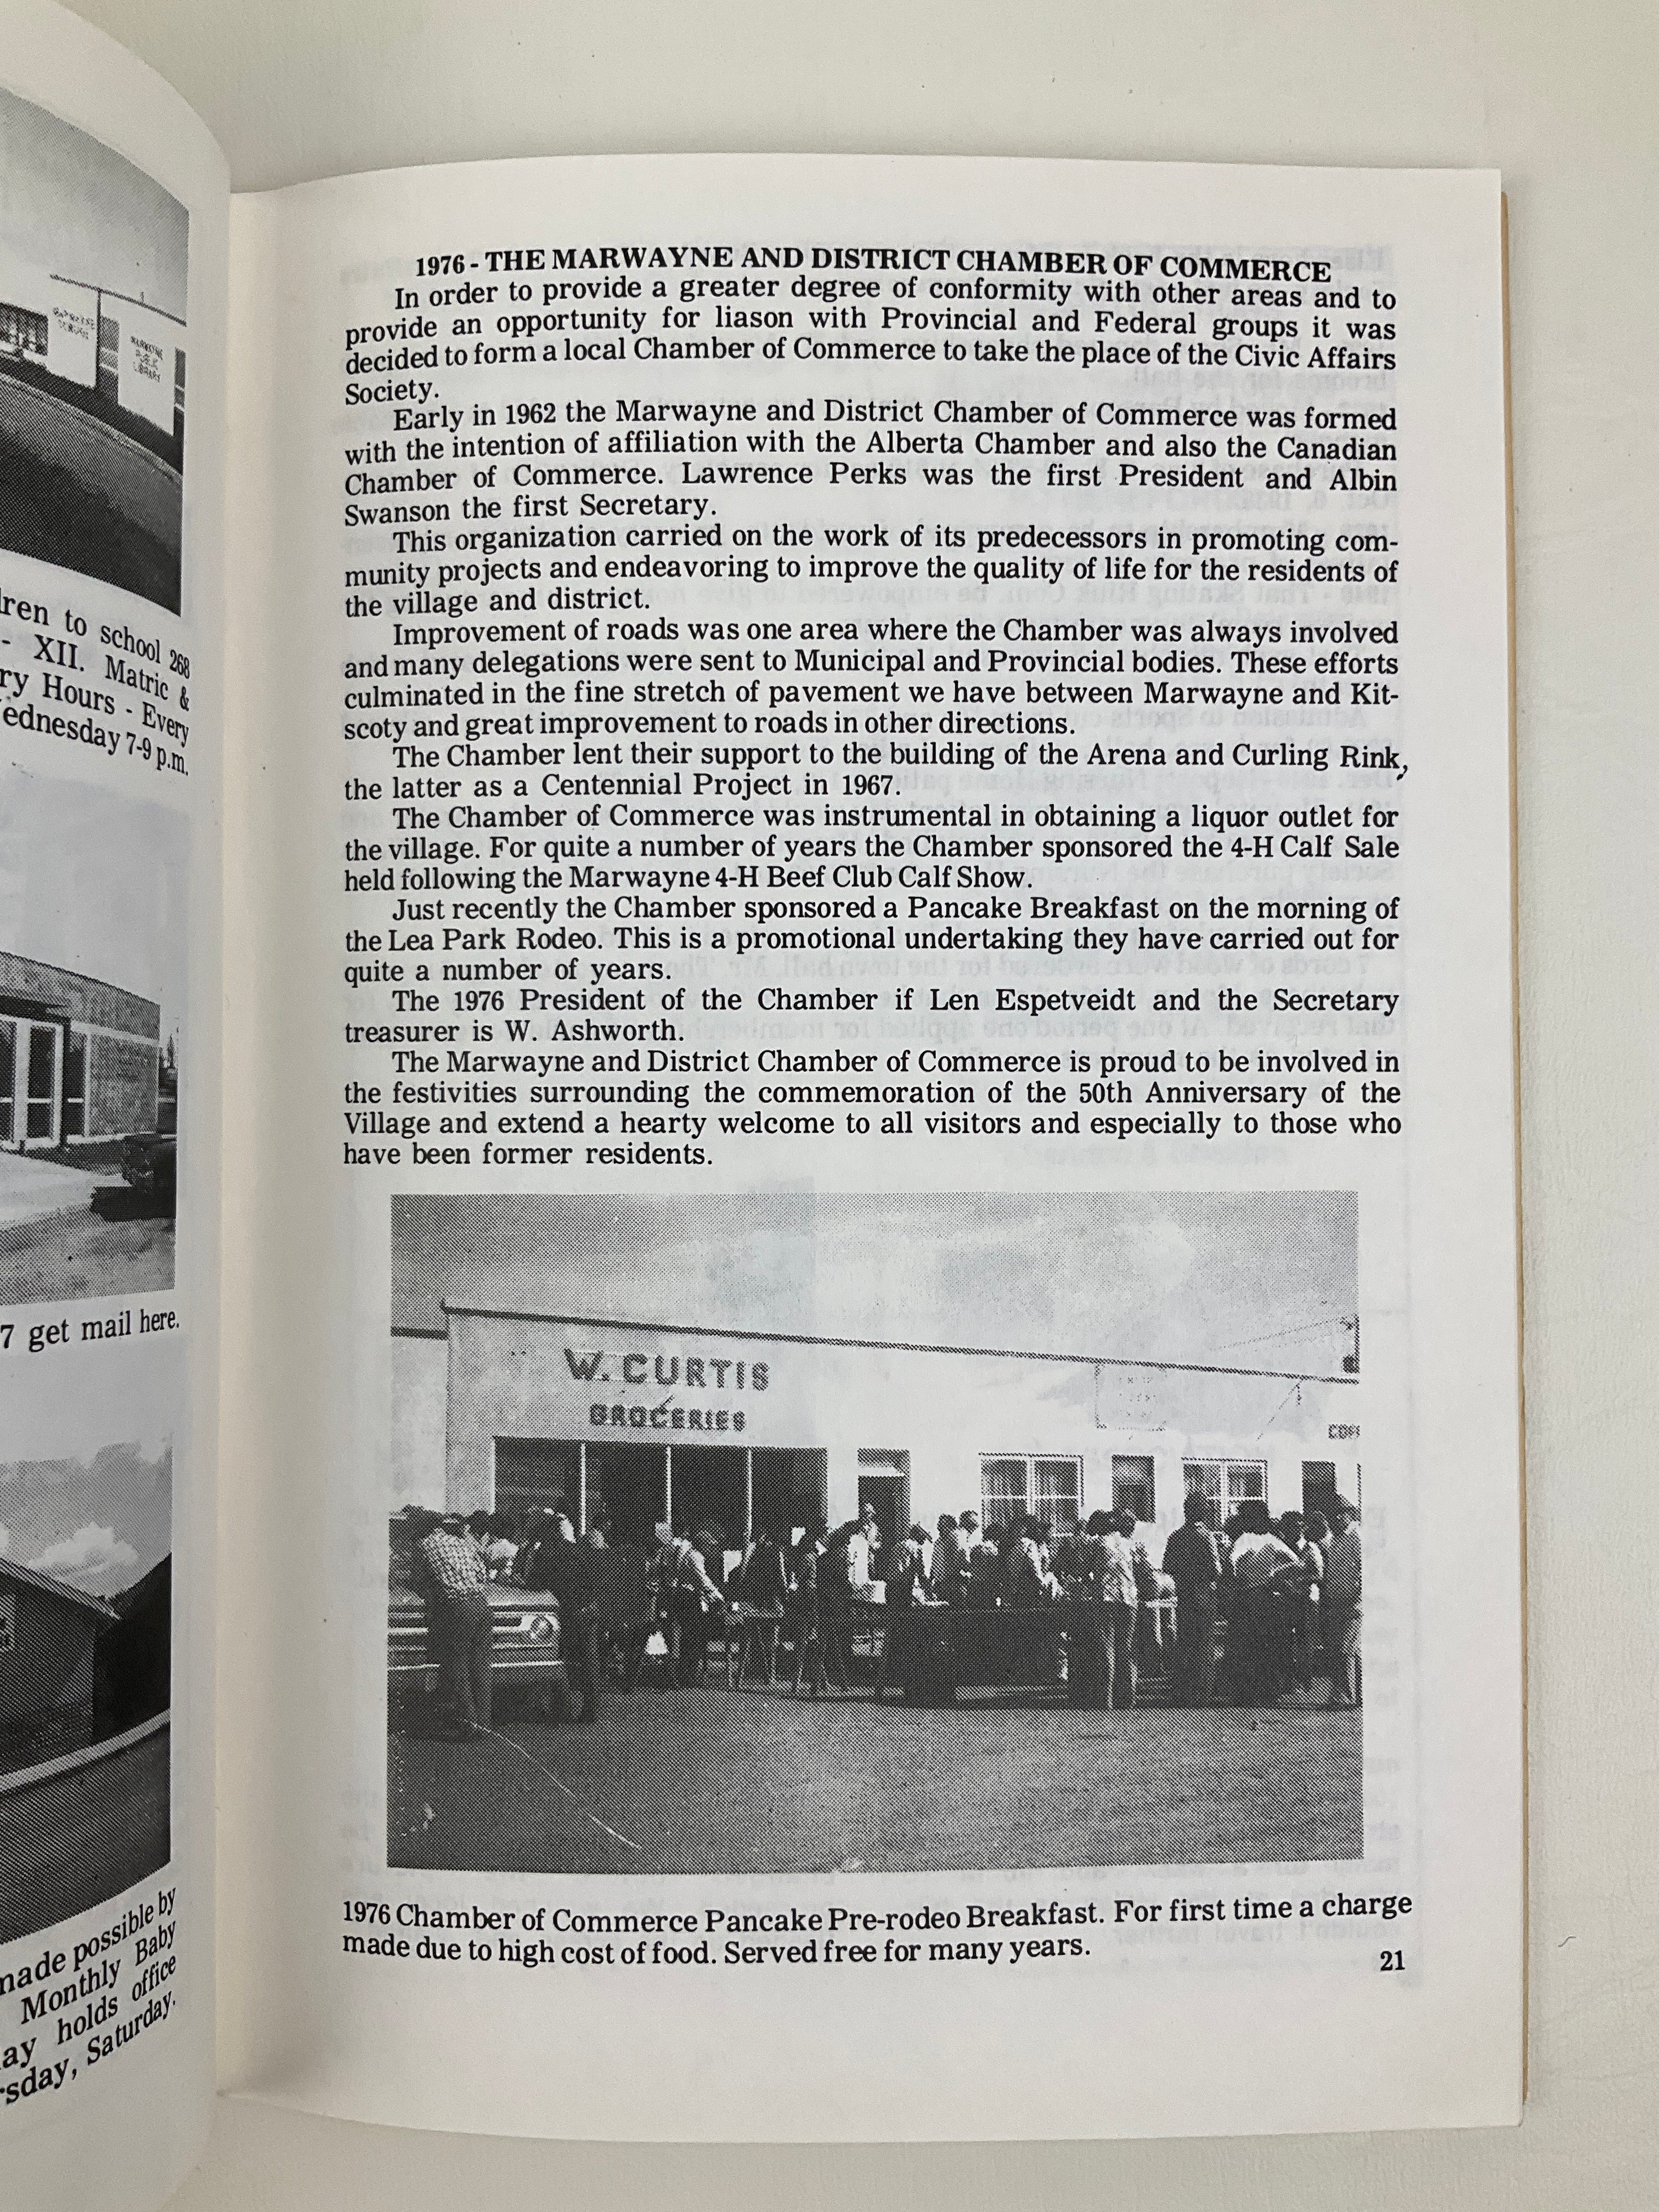 MARWAYNE
PUBLIC
LIBRARY
ren to school 268
- XII. Matric &
ry Hours - Every
ednesday 7-9 p.m.
7 get mail here.
made possible by
Monthly Baby
ay holds office
rsday, Saturday.
1976 - THE MARWAYNE AND DISTRICT CHAMBER OF COMMERCE
In order to provide a greater degree of conformity with other areas and to
provide an opportunity for liason with Provincial and Federal groups it was
decided to form a local Chamber of Commerce to take the place of the Civic Affairs
Society.
Early in 1962 the Marwayne and District Chamber of Commerce was formed
with the intention of affiliation with the Alberta Chamber and also the Canadian
Chamber of Commerce. Lawrence Perks was the first President and Albin
Swanson the first Secretary.
This organization carried on the work of its predecessors in promoting com-
munity projects and endeavoring to improve the quality of life for the residents of
the village and district.
Improvement of roads was one area where the Chamber was always involved
and many delegations were sent to Municipal and Provincial bodies. These efforts
culminated in the fine stretch of pavement we have between Marwayne and Kit-
scoty and great improvement to roads in other directions.
The Chamber lent their support to the building of the Arena and Curling Rink,
the latter as a Centennial Project in 1967.
The Chamber of Commerce was instrumental in obtaining a liquor outlet for
the village. For quite a number of years the Chamber sponsored the 4-H Calf Sale
held following the Marwayne 4-H Beef Club Calf Show.
Just recently the Chamber sponsored a Pancake Breakfast on the morning of
the Lea Park Rodeo. This is a promotional undertaking they have carried out for
quite a number of years.
The 1976 President of the Chamber if Len Espetveidt and the Secretary
treasurer is W. Ashworth.
The Marwayne and District Chamber of Commerce is proud to be involved in
the festivities surrounding the commemoration of the 50th Anniversary of the
Village and extend a hearty welcome to all visitors and especially to those who
have been former residents.
W. CURTIS
GROCERIES
COFF
1976 Chamber of Commerce Pancake Pre-rodeo Breakfast. For first time a charge
made due to high cost of food. Served free for many years.
21